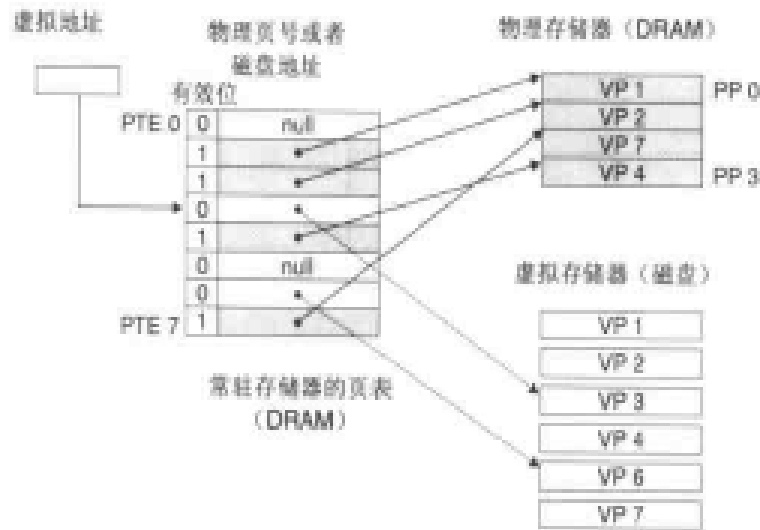 虚拟地址
物理页号或者
磁盘地址
有效位
PTE 0 0 null
1
1
0
1
0 null
0
PTE 7 1
常驻存储器的页表
(DRAM)
物理存储器(DRAM)
VP 1 PP 0
VP 2
VP 7
VP 4 PP 3
虚拟存储器(磁盘)
VP 1
VP 2
VP 3
VP 4
VP 6
VP 7